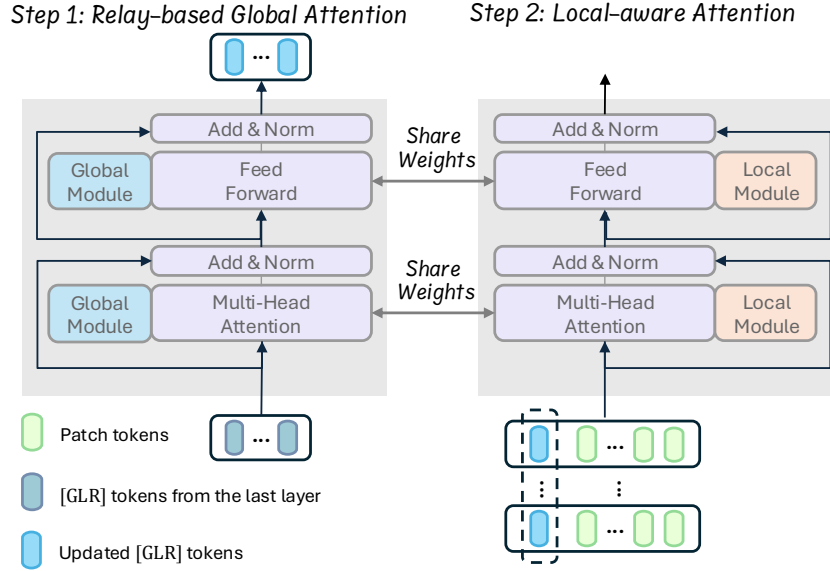 Step 1: Relay-based Global Attention
Step 2: Local-aware Attention
...
Add & Norm
Global
Module
Feed
Forward
Add & Norm
Global
Module
Multi-Head
Attention
Share
Weights
Share
Weights
Add & Norm
Feed
Forward
Local
Module
Add & Norm
Multi-Head
Attention
Local
Module
...
...
...
Patch tokens
[GLR] tokens from the last layer
Updated [GLR] tokens